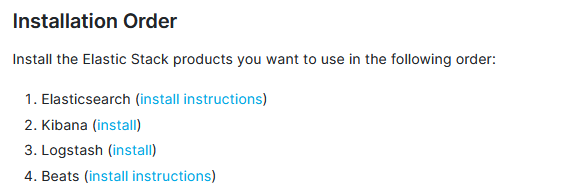 Installation Order
Install the Elastic Stack products you want to use in the following order:
1. Elasticsearch (install instructions)
2. Kibana (install)
3. Logstash (install)
4. Beats (install instructions)